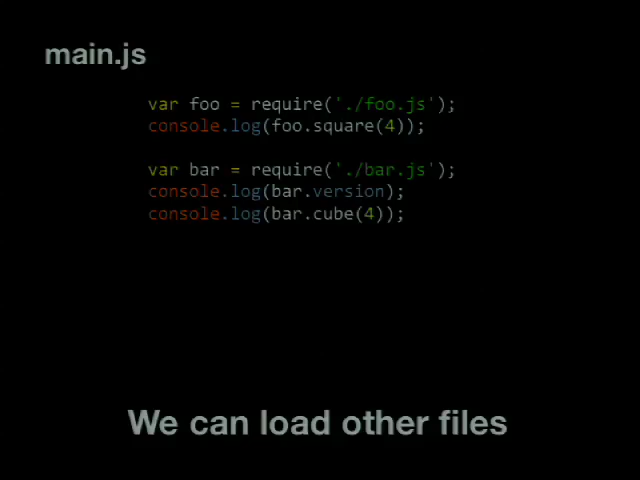 main.js
var foo = require('./foo.js');
console.log(foo.square(4));
var bar = require('./bar.js');
console.log(bar.version);
console.log(bar.cube(4));
We can load other files